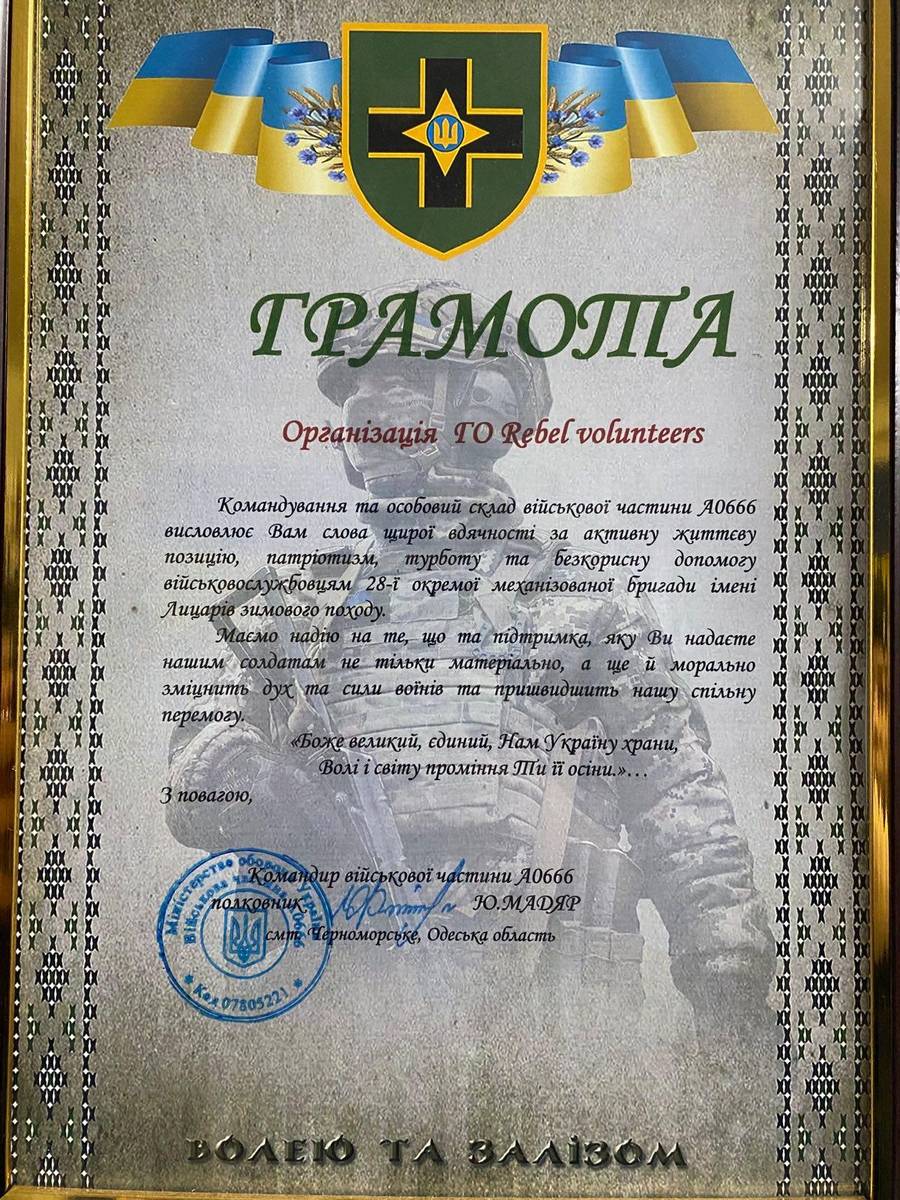 ГРАМОТА
Організація ГО Rebel volunteers
Командування та особовий склад військової частини А0666
висловлює Вам слова щирої вдячності за активну життєву
позицію, патріотизм, турботу та безкорисну допомогу
військовослужбовцям 28-ї окремої механізованої бригади імені
Лицарів зимового походу.
Маємо надію на те, що та підтримка, яку Ви надаєте
нашим солдатам не тільки матеріально, а ще й морально
зміцнить дух та сили воїнів та пришвидшить нашу спільну
перемогу.
«Боже великий, єдиний, Нам Україну храни,
Волі і світу проміння Ти її осіни.»…
З повагою,
Командир військової частини А0666
полковник Ю.МАДЯР
смт. Черноморське, Одеська область
Міністерство оборони України
Військова частина А0666
* Код 07805221 *
ВОЛЕЮ ТА ЗАЛІЗОМ